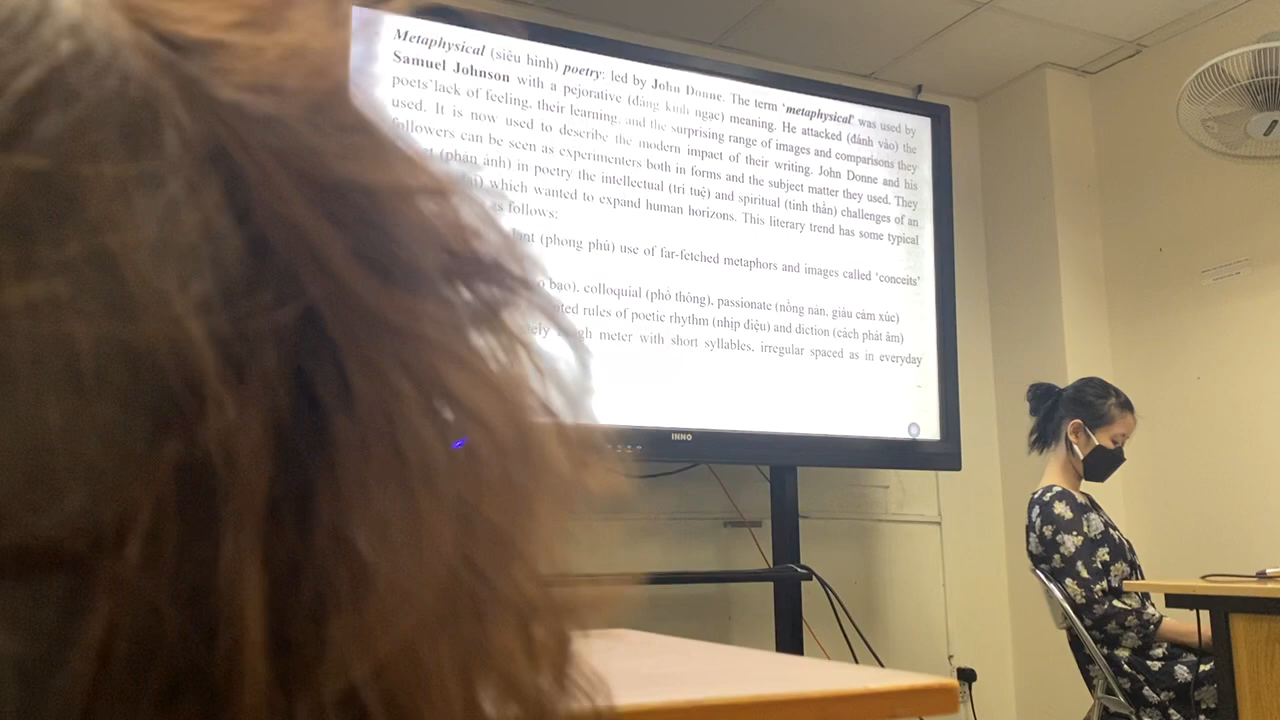 Metaphysical (siêu hình) poetry: led by John Donne. The term ‘metaphysical’ was used by
Samuel Johnson with a pejorative (đáng kinh ngạc) meaning. He attacked (đánh vào) the
poets’lack of feeling, their learning, and the surprising range of images and comparisons they
used. It is now used to describe the modern impact of their writing. John Donne and his
followers can be seen as experimenters both in forms and the subject matter they used. They
(phản ánh) in poetry the intellectual (trí tuệ) and spiritual (tinh thần) challenges of an
which wanted to expand human horizons. This literary trend has some typical
as follows:
(phong phú) use of far-fetched metaphors and images called ‘conceits’
bạo), colloquial (phổ thông), passionate (nồng nàn, giàu cảm xúc)
rules of poetic rhythm (nhịp điệu) and diction (cách phát âm)
meter with short syllables, irregular spaced as in everyday
INNO